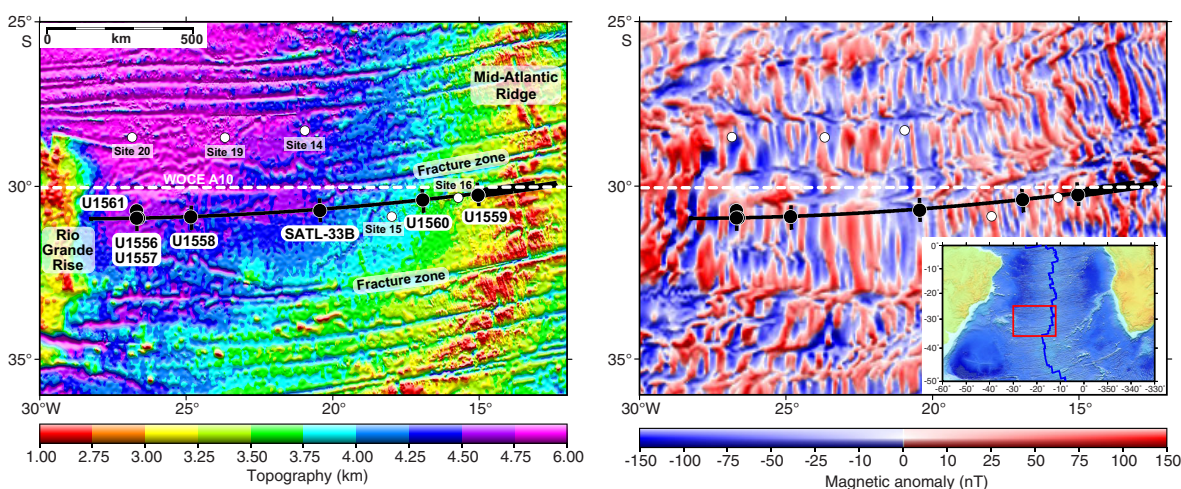 25°
S
0 km 500
Mid-Atlantic
Ridge
Site 20
Site 19
Site 14
Fracture zone
30°
WOCE A10
Site 16
U1561
U1559
Rio
Grande
Rise
U1556
U1557
U1558
SATL-33B
Site 15
U1560
Fracture zone
35°
30°W
25°
20°
15°
1.00 2.75 3.00 3.25 3.50 3.75 4.00 4.25 4.50 4.75 6.00
Topography (km)
25°
S
30°
35°
30°W
25°
20°
15°
0
-10
-20
-30
-40
-50
-60 -50 -40 -30 -20 -10 0 -350 -340 -330
-150 -100 -75 -50 -25 0 10 25 50 75 100 150
Magnetic anomaly (nT)